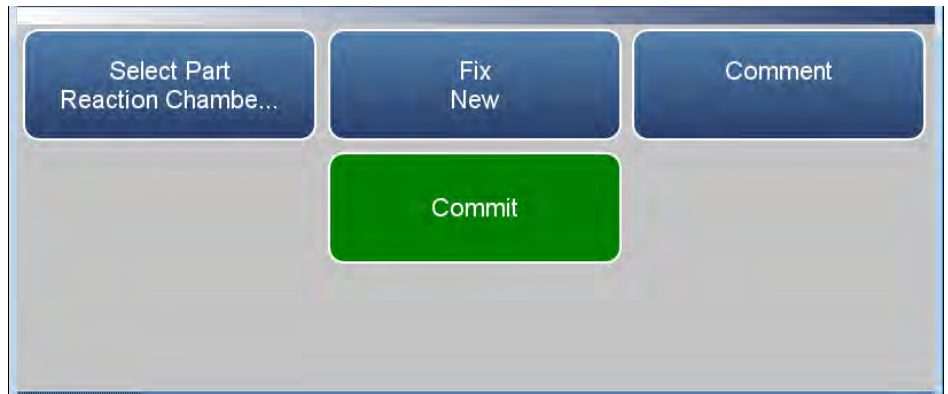 Select Part
Reaction Chambe...
Fix
New
Comment
Commit